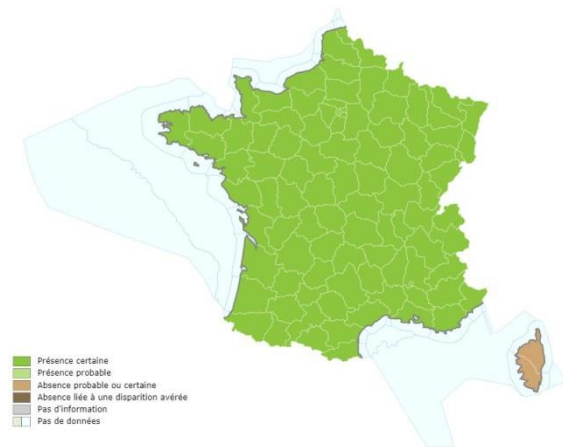 Présence certaine
Présence probable
Absence probable ou certaine
Absence liée à une disparition avérée
Pas d'information
Pas de données